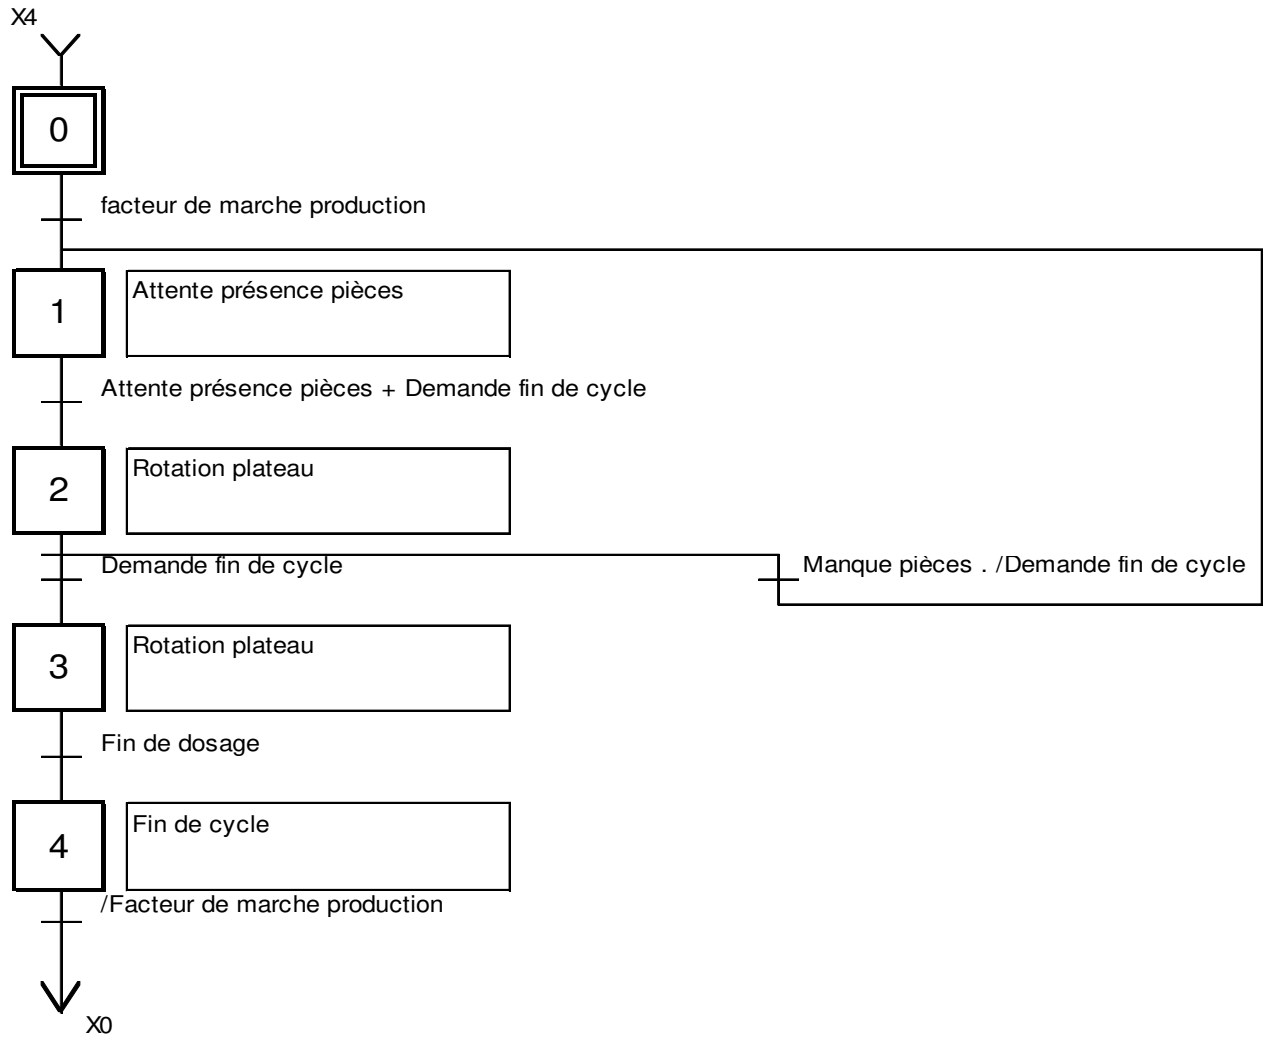 X4
0
facteur de marche production
1
Attente présence pièces
Attente présence pièces + Demande fin de cycle
2
Rotation plateau
Demande fin de cycle
Manque pièces . /Demande fin de cycle
3
Rotation plateau
Fin de dosage
4
Fin de cycle
/Facteur de marche production
X0